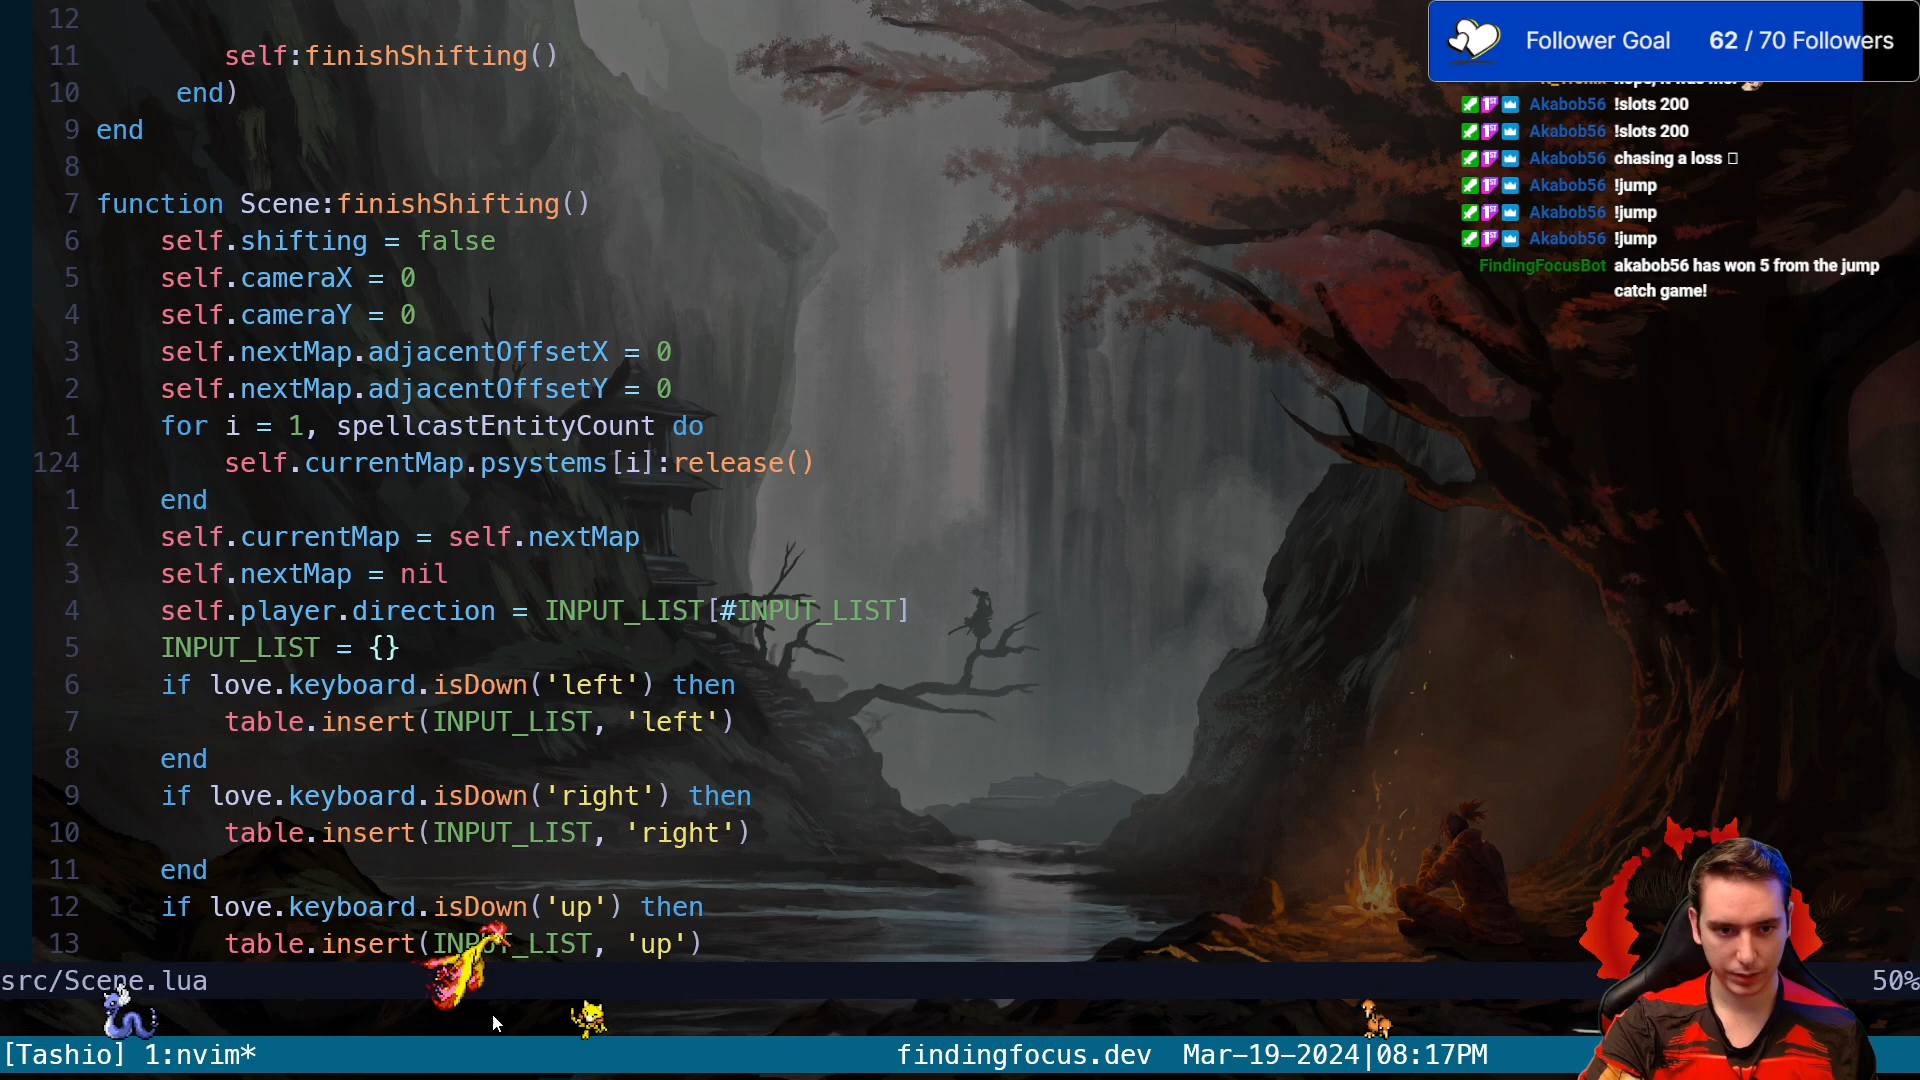 12
11 self:finishShifting()
10 end)
9 end
8
7 function Scene:finishShifting()
6 self.shifting = false
5 self.cameraX = 0
4 self.cameraY = 0
3 self.nextMap.adjacentOffsetX = 0
2 self.nextMap.adjacentOffsetY = 0
1 for i = 1, spellcastEntityCount do
124 self.currentMap.psystems[i]:release()
1 end
2 self.currentMap = self.nextMap
3 self.nextMap = nil
4 self.player.direction = INPUT_LIST[#INPUT_LIST]
5 INPUT_LIST = {}
6 if love.keyboard.isDown('left') then
7 table.insert(INPUT_LIST, 'left')
8 end
9 if love.keyboard.isDown('right') then
10 table.insert(INPUT_LIST, 'right')
11 end
12 if love.keyboard.isDown('up') then
13 table.insert(INPUT_LIST, 'up')
src/Scene.lua 50%
[Tashio] 1:nvim* findingfocus.dev Mar-19-2024|08:17PM
Follower Goal 62 / 70 Followers
Akabob56 !slots 200
Akabob56 !slots 200
Akabob56 chasing a loss
Akabob56 !jump
Akabob56 !jump
Akabob56 !jump
FindingFocusBot akabob56 has won 5 from the jump
catch game!